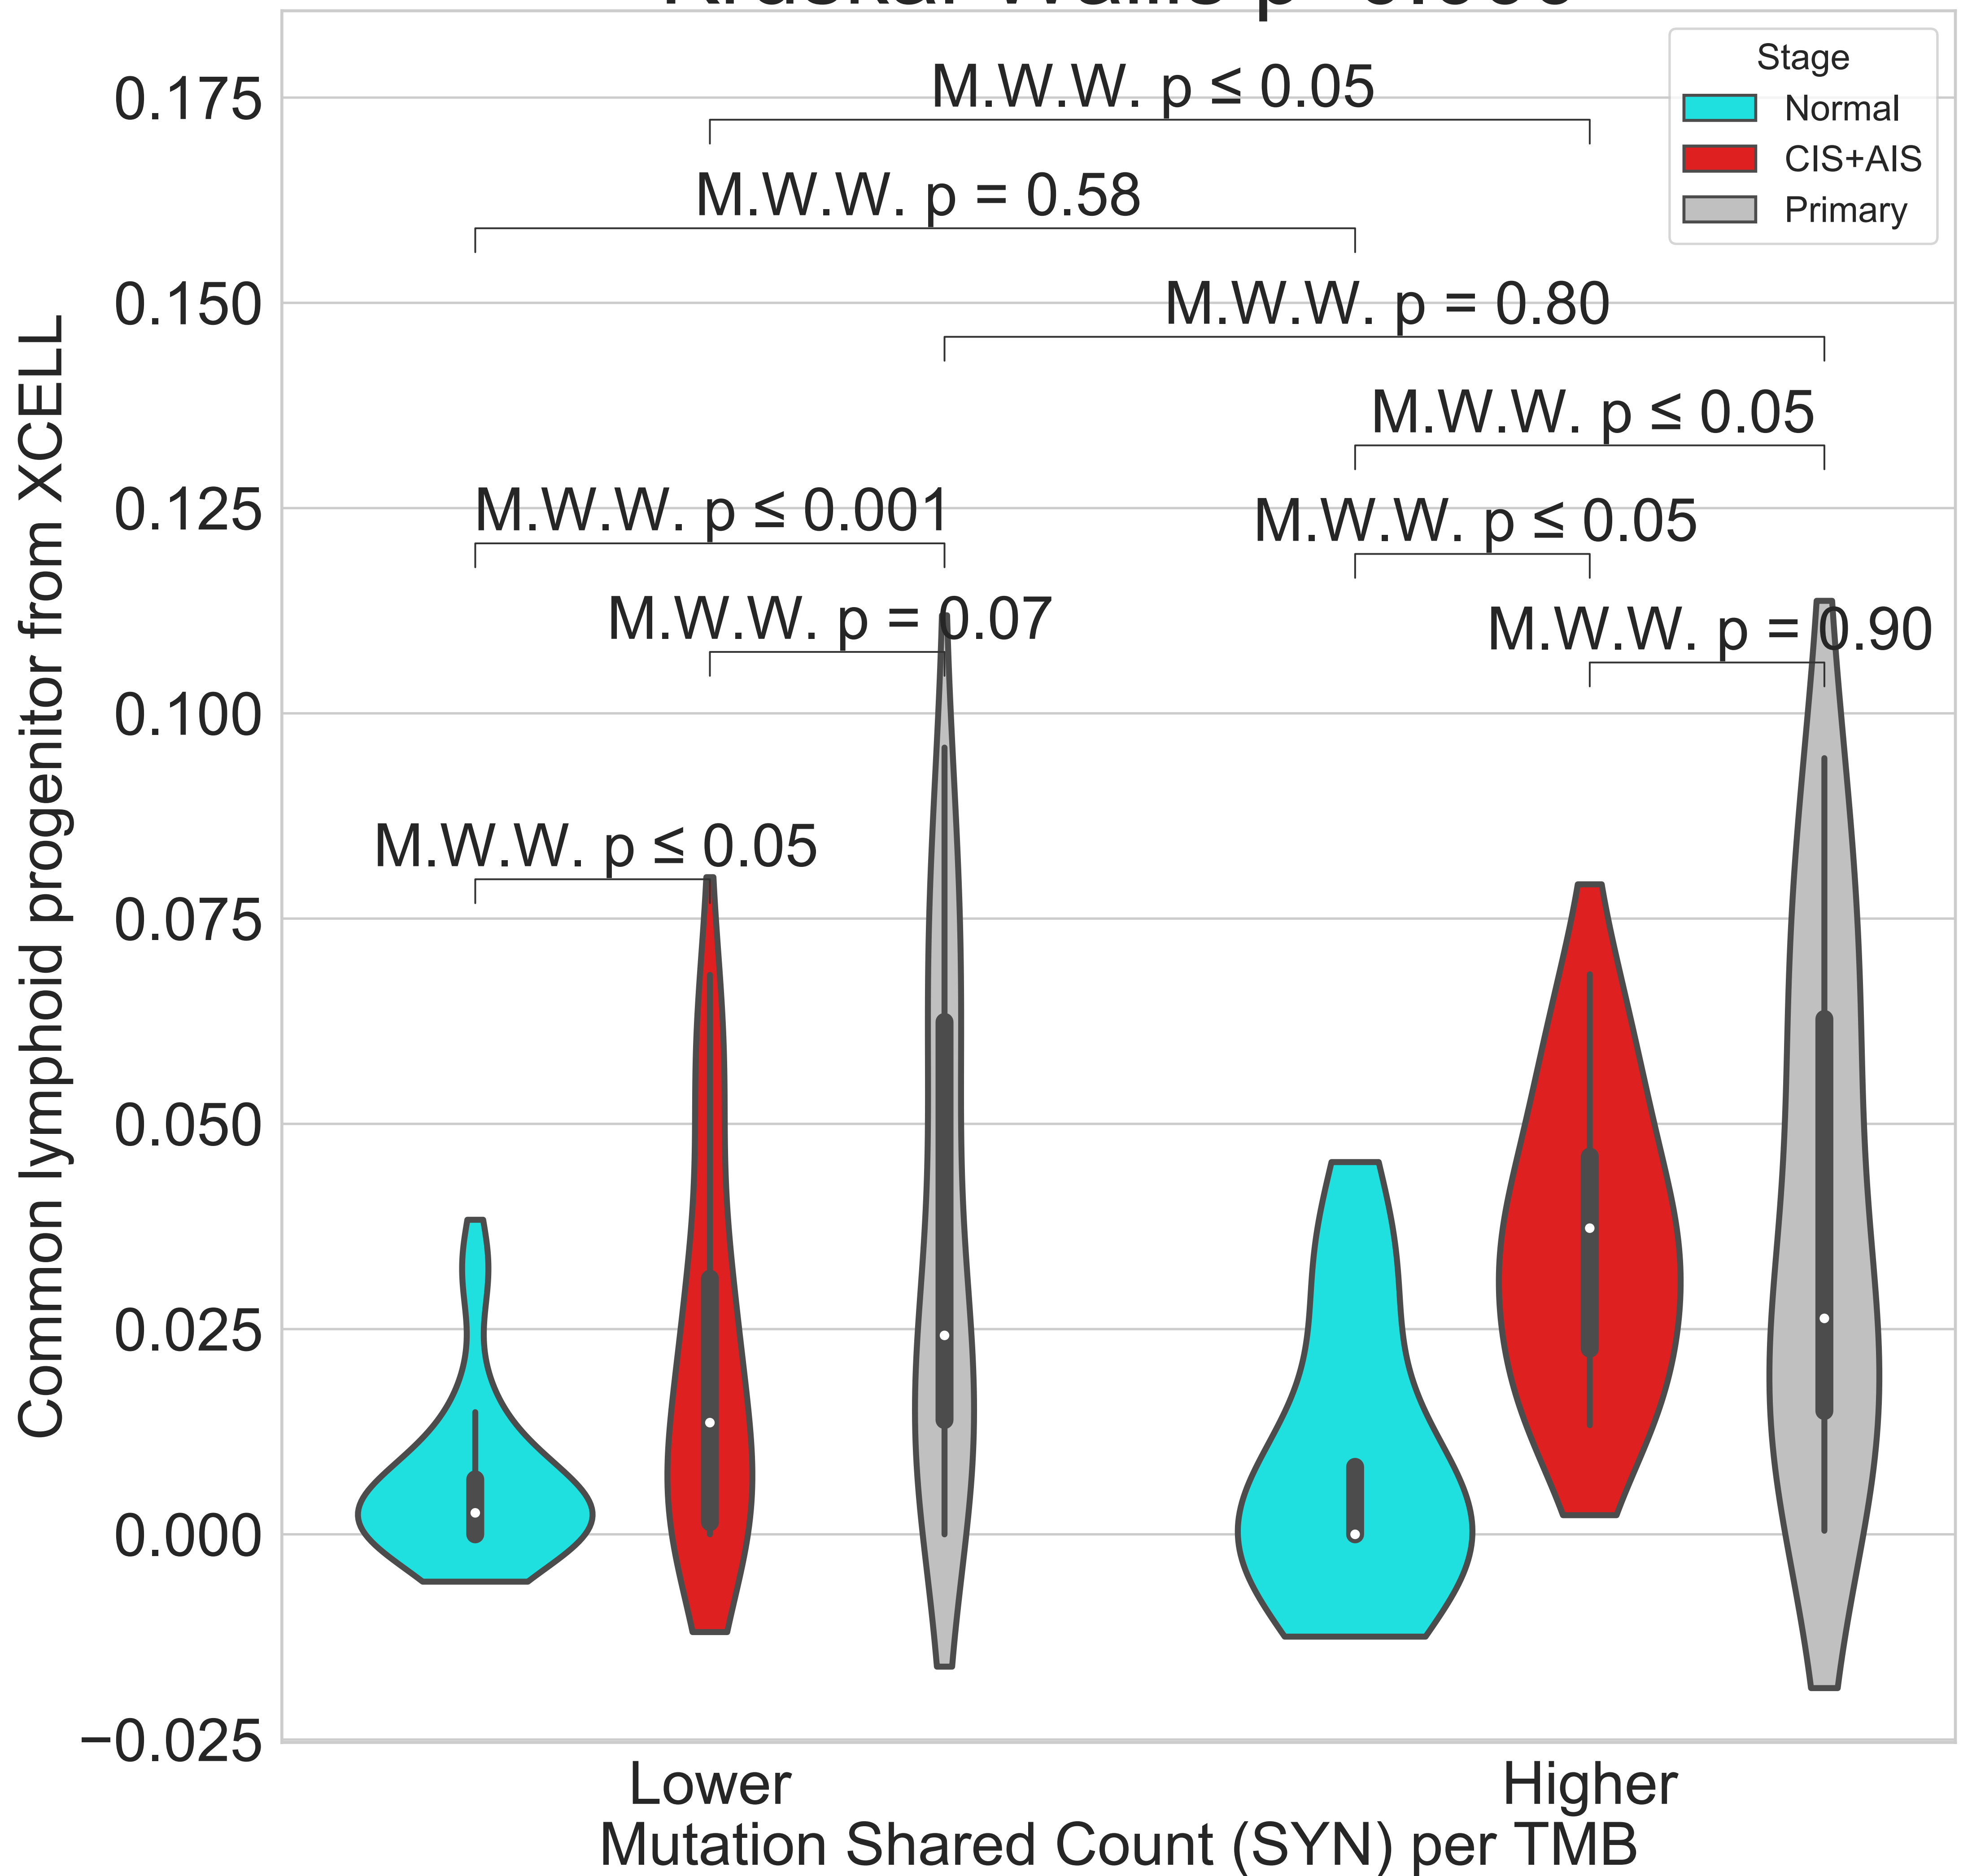 Stage
Normal
CIS+AIS
Primary
M.W.W. p ≤ 0.05
M.W.W. p = 0.58
M.W.W. p = 0.80
M.W.W. p ≤ 0.05
M.W.W. p ≤ 0.001
M.W.W. p ≤ 0.05
M.W.W. p = 0.07
M.W.W. p = 0.90
M.W.W. p ≤ 0.05
0.175
0.150
0.125
0.100
0.075
0.050
0.025
0.000
−0.025
Common lymphoid progenitor from XCELL
Lower
Higher
Mutation Shared Count (SYN) per TMB